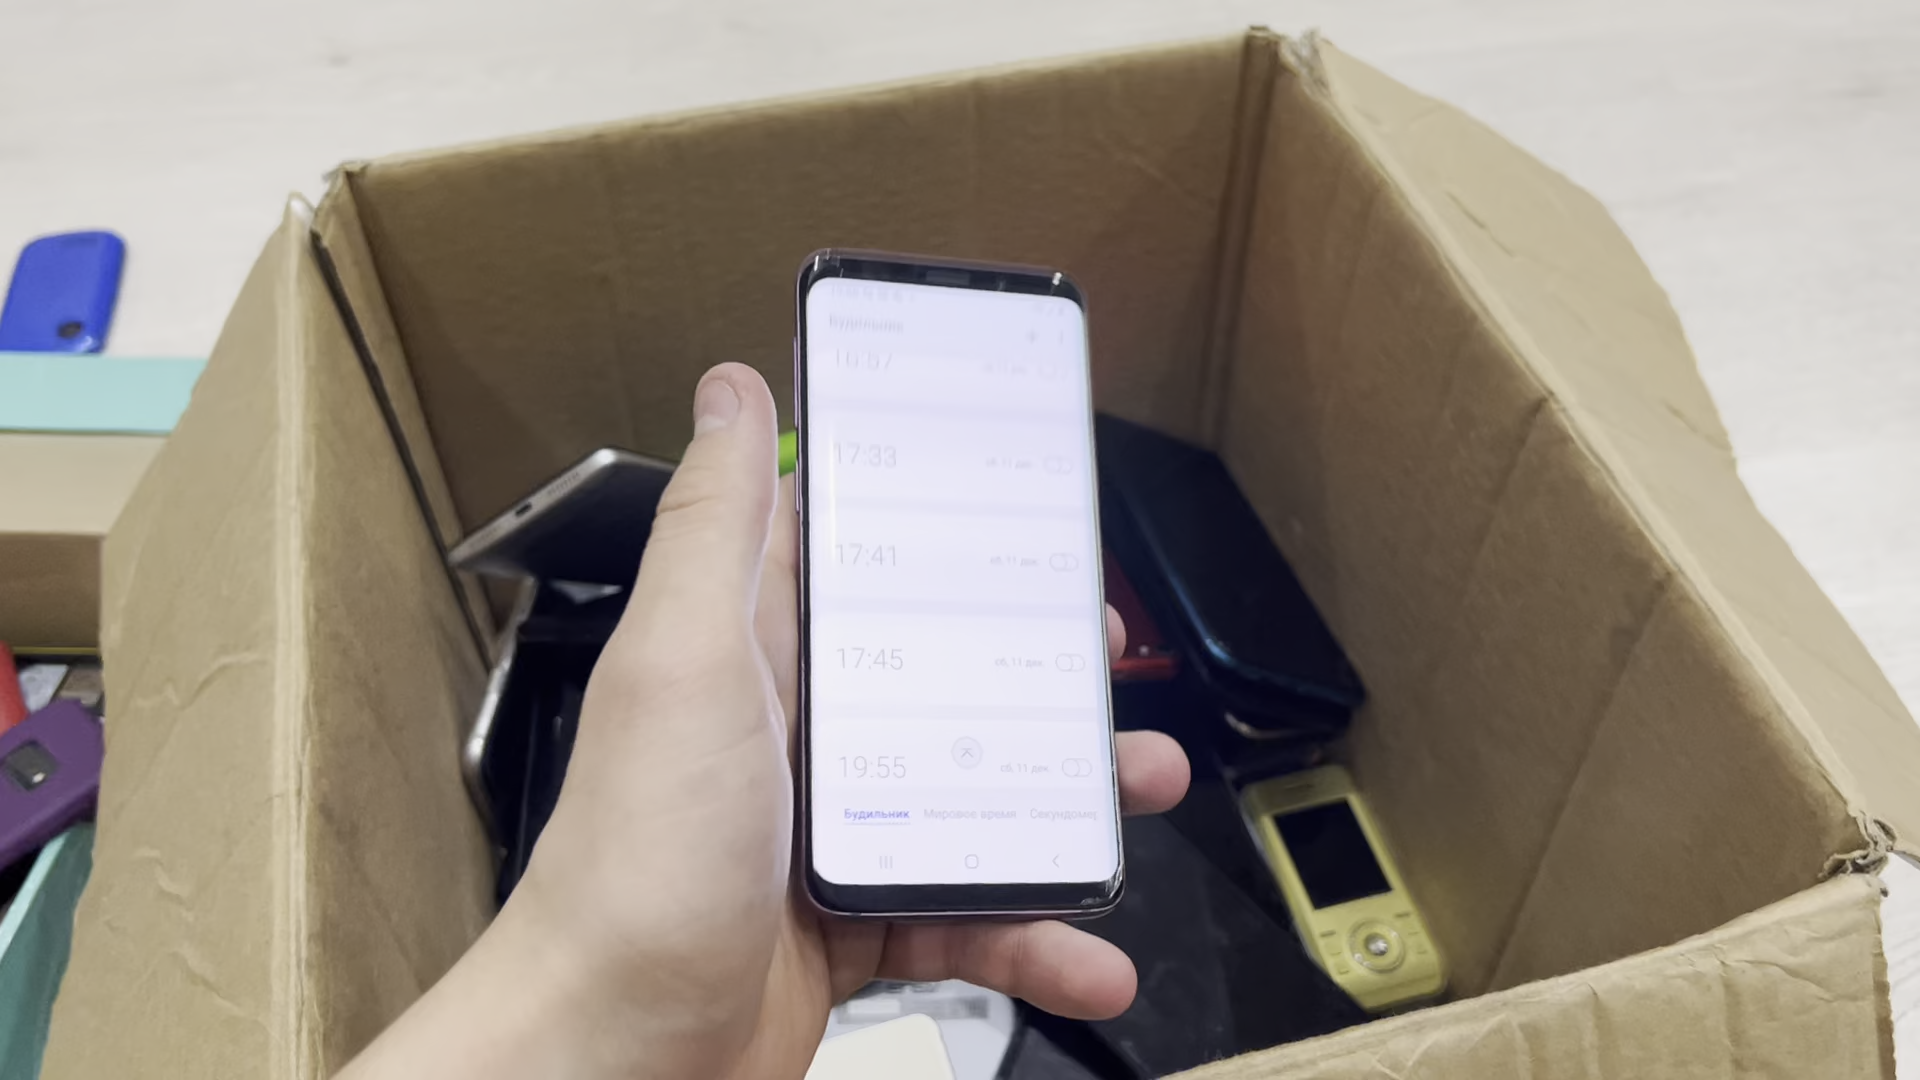 Будильник
16:57
17:33 сб, 11 дек.
17:41 сб, 11 дек.
17:45 сб, 11 дек.
19:55 сб, 11 дек.
Будильник Мировое время Секундомер